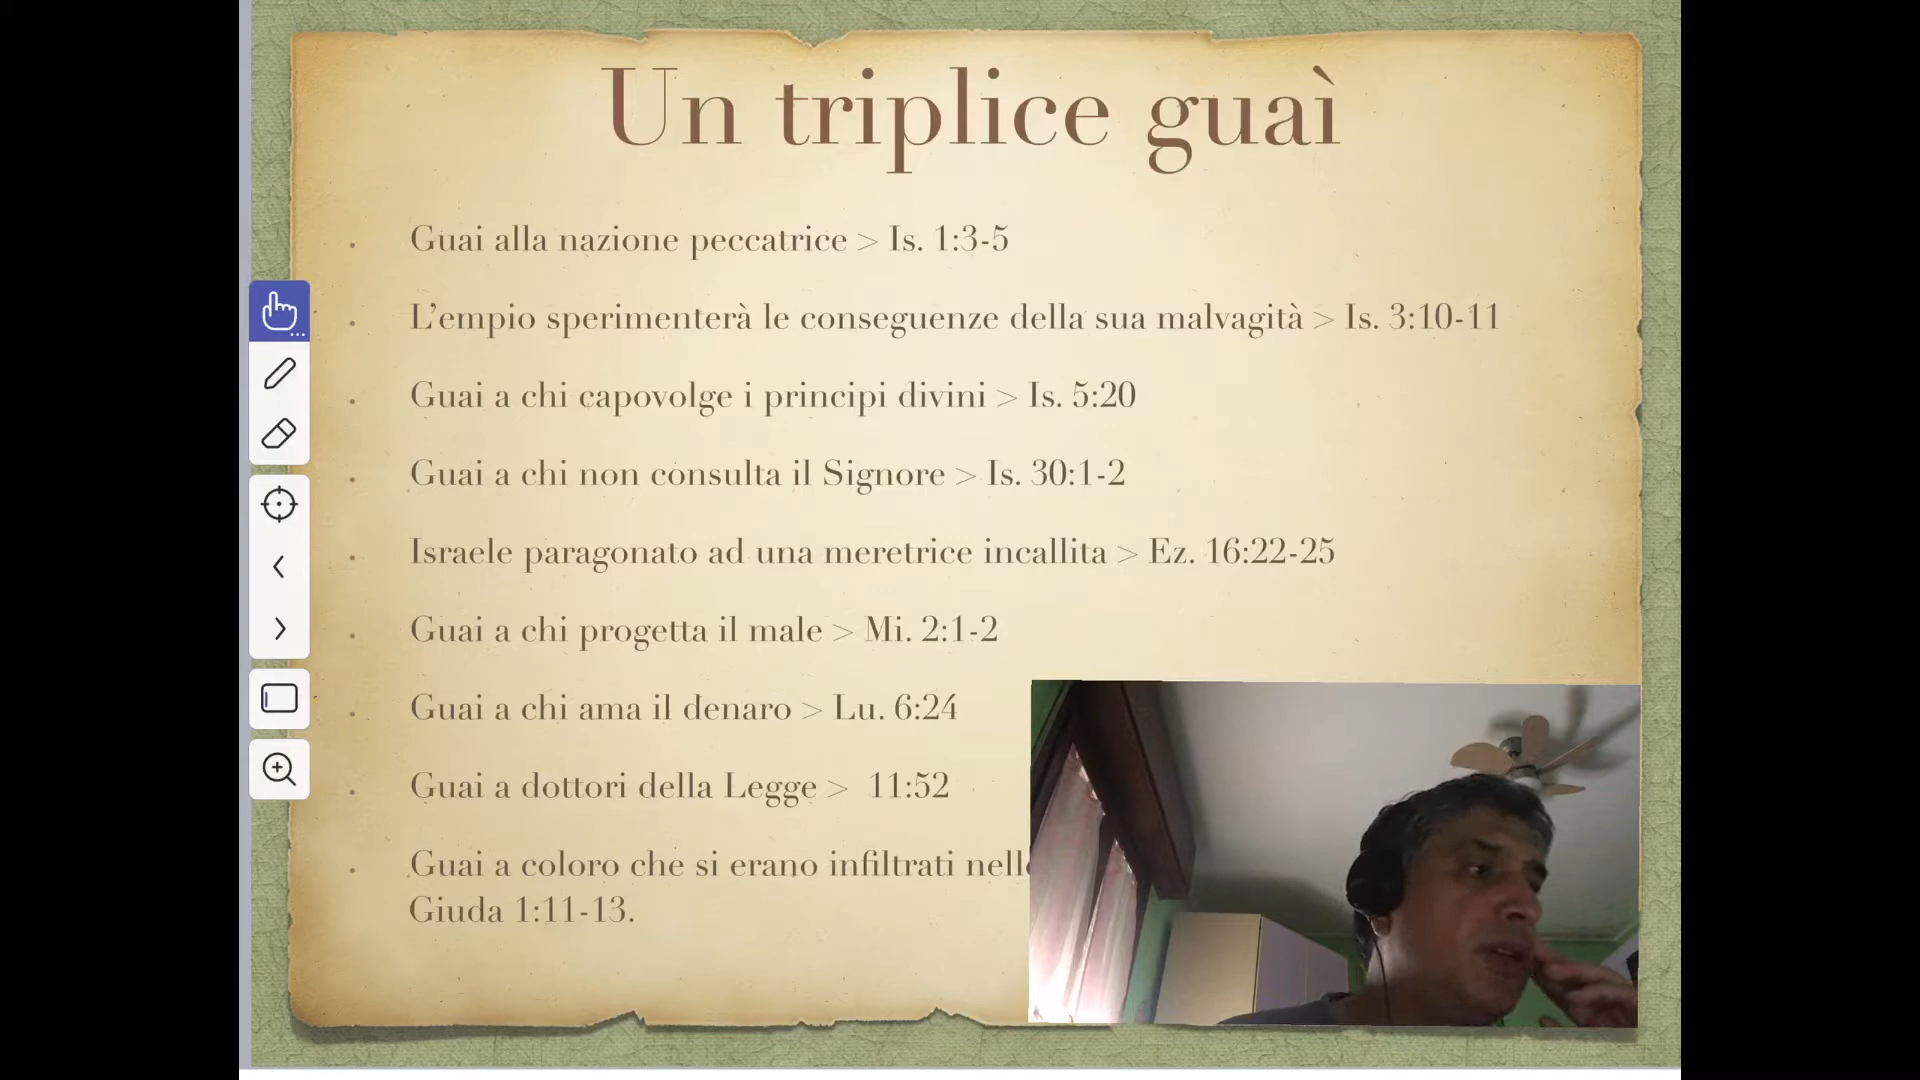 Un triplice guaì
Guai alla nazione peccatrice > Is. 1:3-5
L’empio sperimenterà le conseguenze della sua malvagità > Is. 3:10-11
Guai a chi capovolge i principi divini > Is. 5:20
Guai a chi non consulta il Signore > Is. 30:1-2
Israele paragonato ad una meretrice incallita > Ez. 16:22-25
Guai a chi progetta il male > Mi. 2:1-2
Guai a chi ama il denaro > Lu. 6:24
Guai a dottori della Legge > 11:52
Guai a coloro che si erano infiltrati
Giuda 1:11-13.